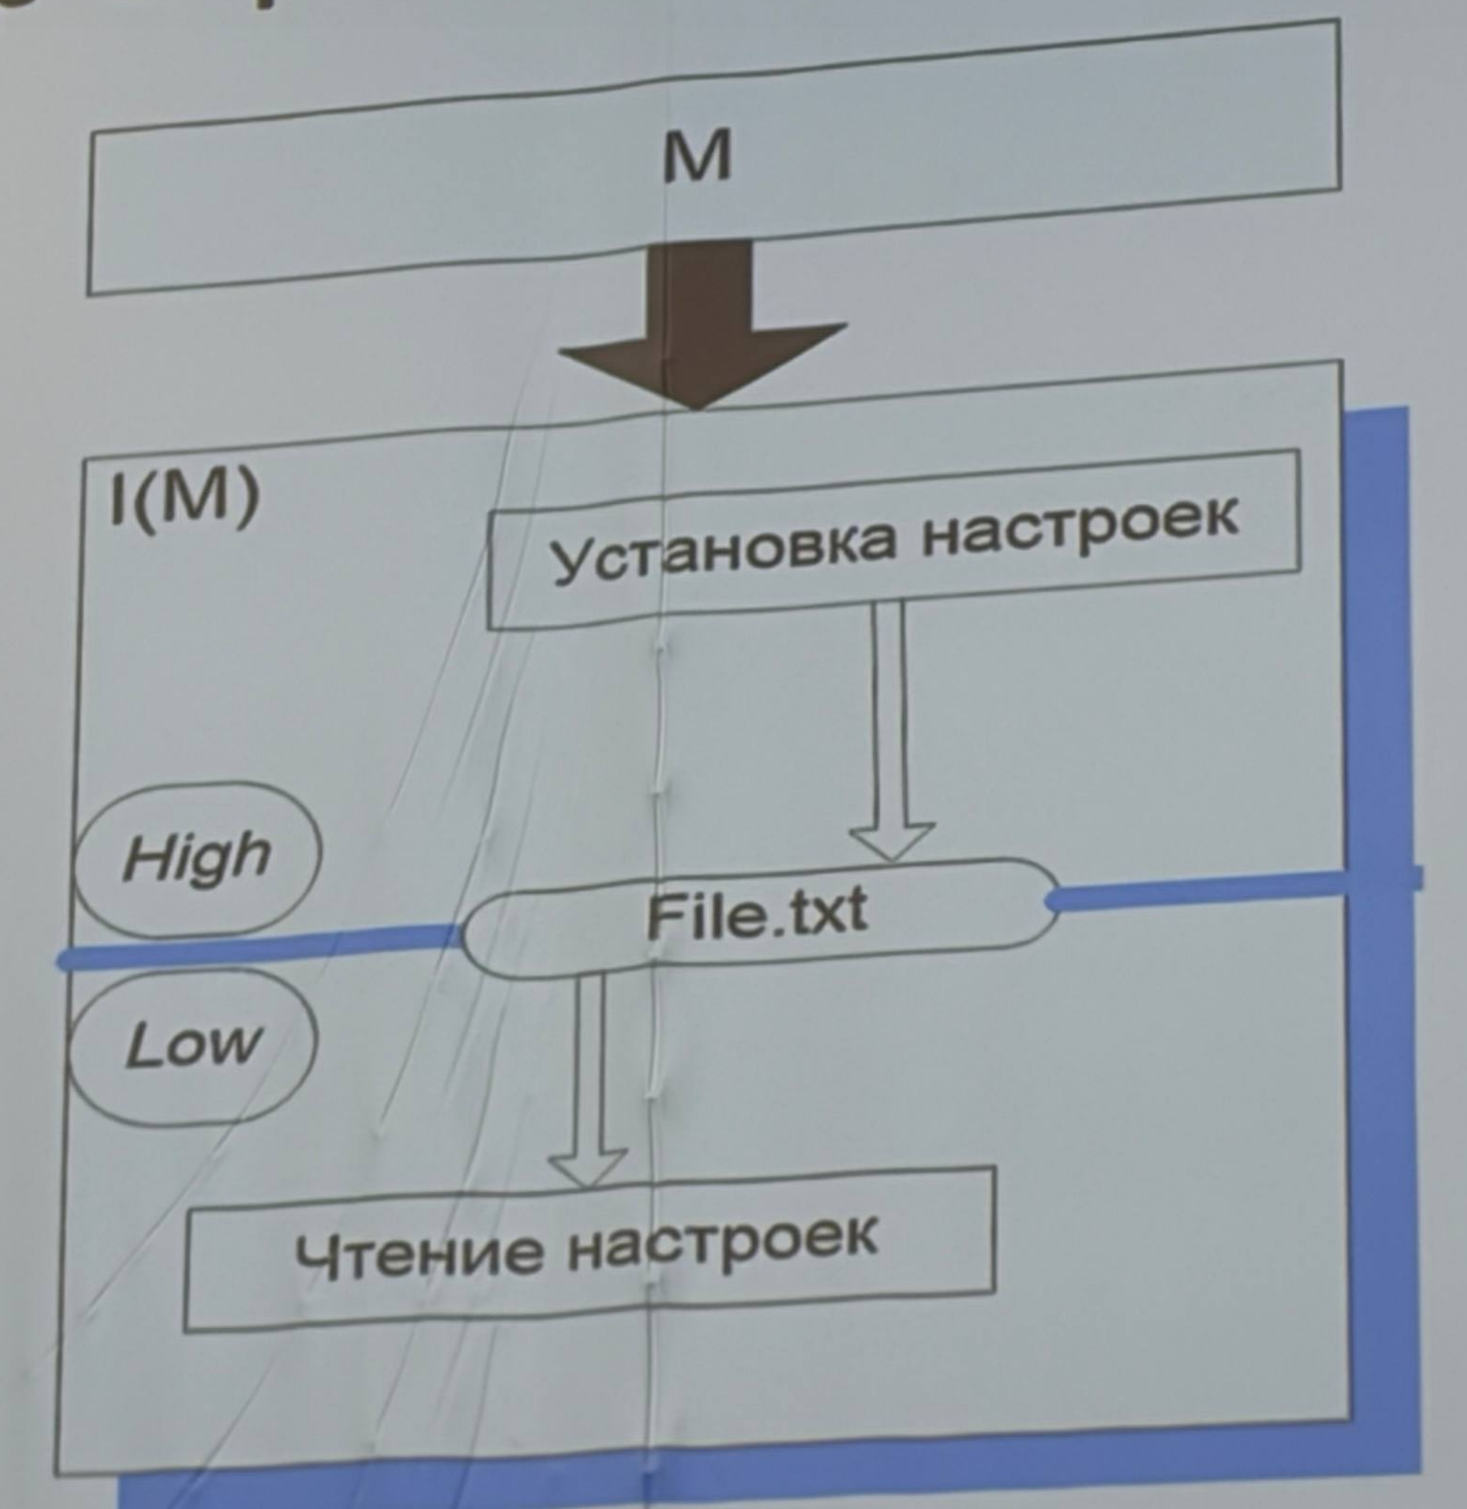 M
I(M)
Установка настроек
High
File.txt
Low
Чтение настроек